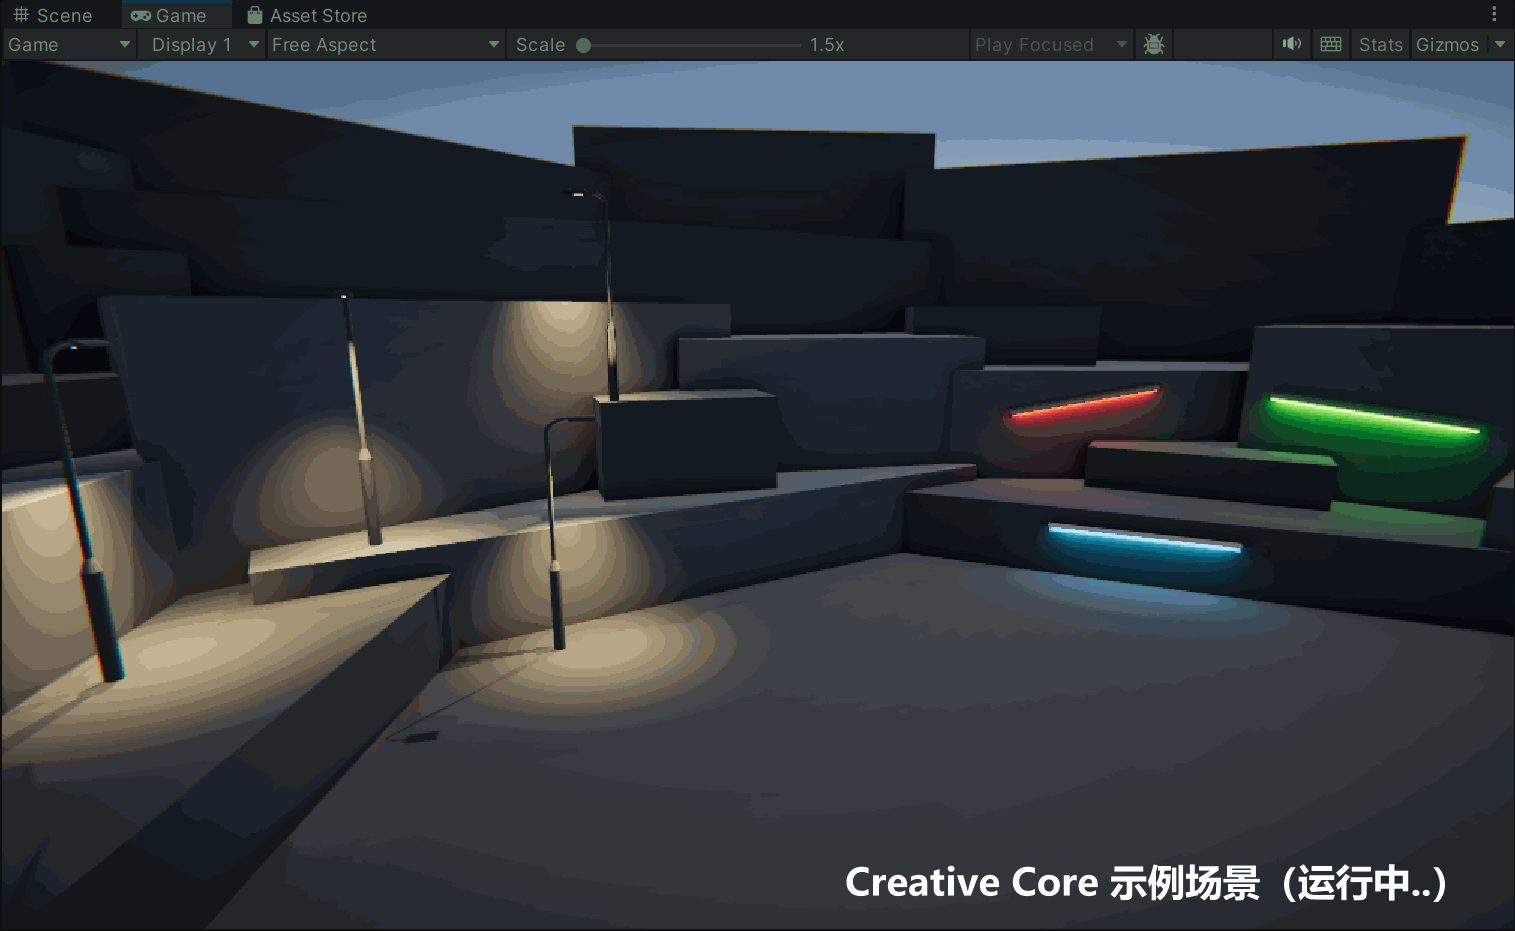 Scene Game Asset Store
Game Display 1 Free Aspect Scale 1.5x Play Focused Stats Gizmos
Creative Core 示例场景（运行中..）